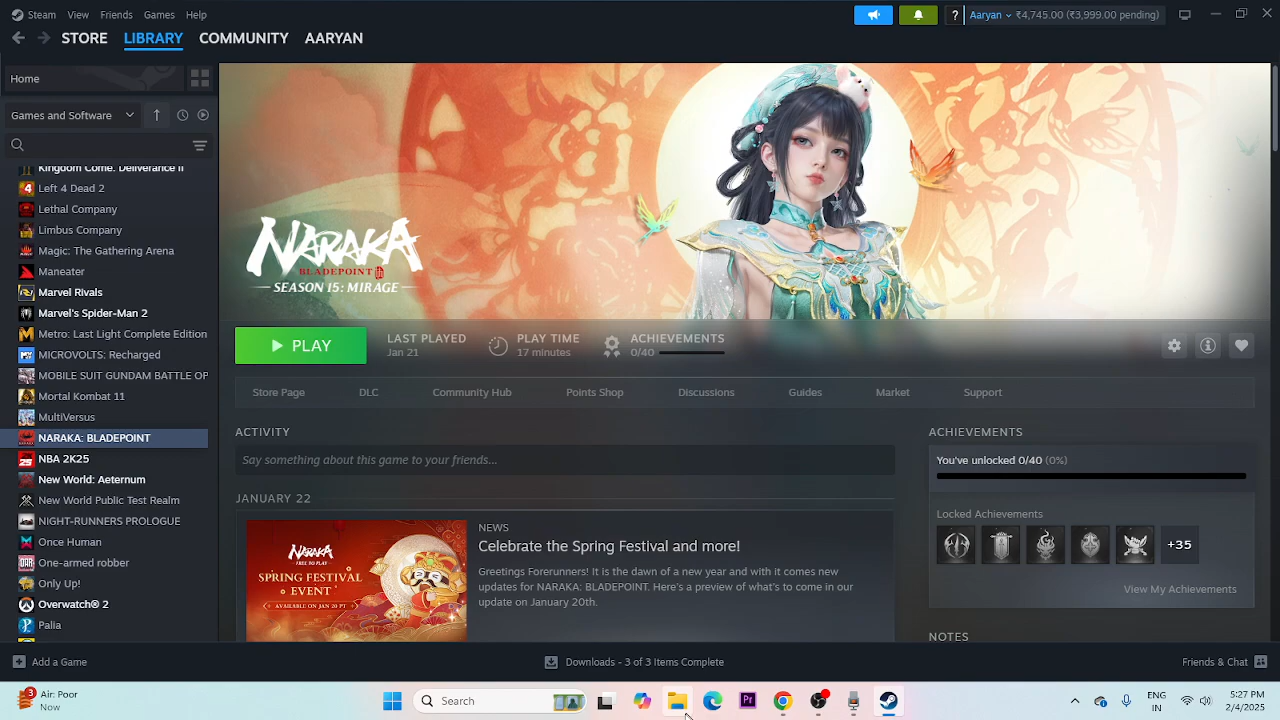 Steam View Friends Games Help
? Aaryan ₹4,745.00 (₹3,999.00 pending)
STORE LIBRARY COMMUNITY AARYAN
Home
Games and Software
Kingdom Come: Deliverance II
Left 4 Dead 2
Lethal Company
Limbus Company
Magic: The Gathering Arena
Maneater
Marvel Rivals
Marvel's Spider-Man 2
Metro: Last Light Complete Edition
MICROVOLTS: Recharged
MOBILE SUIT GUNDAM BATTLE OP
Mortal Kombat 11
MultiVersus
NARAKA: BLADEPOINT
NBA 2K25
New World: Aeternum
New World Public Test Realm
NIGHT-RUNNERS PROLOGUE
Once Human
One-armed robber
Only Up!
Overwatch® 2
Palia
NARAKA
BLADEPOINT
SEASON 15: MIRAGE
PLAY
LAST PLAYED
Jan 21
PLAY TIME
17 minutes
ACHIEVEMENTS
0/40
Store Page DLC Community Hub Points Shop Discussions Guides Market Support
ACTIVITY
Say something about this game to your friends...
JANUARY 22
NARAKA
FREE TO PLAY
SPRING FESTIVAL
EVENT
AVAILABLE ON JAN 20 PT
NEWS
Celebrate the Spring Festival and more!
Greetings Forerunners! It is the dawn of a new year and with it comes new
updates for NARAKA: BLADEPOINT. Here's a preview of what's to come in our
update on January 20th.
ACHIEVEMENTS
You've unlocked 0/40 (0%)
Locked Achievements
+35
View My Achievements
NOTES
Add a Game
Downloads - 3 of 3 Items Complete
Friends & Chat
3
Air: Poor
Now
Search
Pr
ENG
IN
5:27 PM
2/4/2025